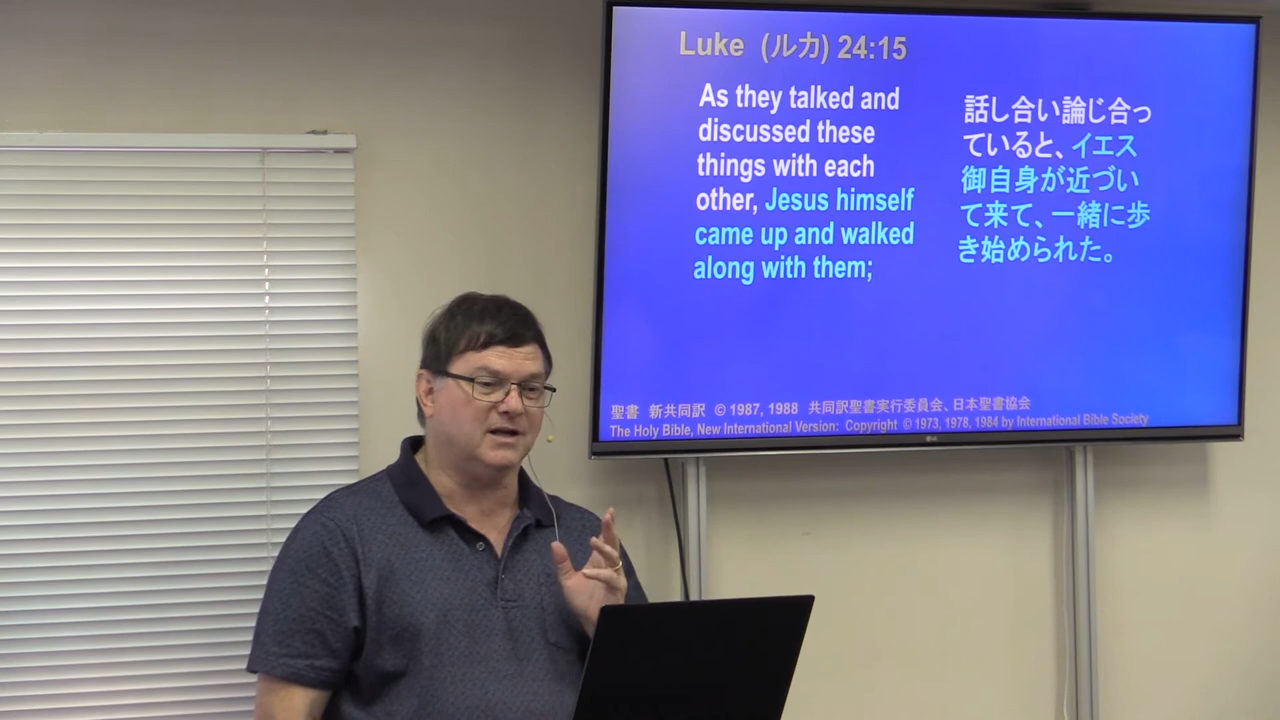 Luke (ルカ) 24:15
As they talked and
discussed these
things with each
other, Jesus himself
came up and walked
along with them;
話し合い論じ合っ
ていると、イエス
御自身が近づい
て来て、一緒に歩
き始められた。
聖書 新共同訳 © 1987, 1988 共同訳聖書実行委員会、日本聖書協会
The Holy Bible, New International Version: Copyright © 1973, 1978, 1984 by International Bible Society
LG